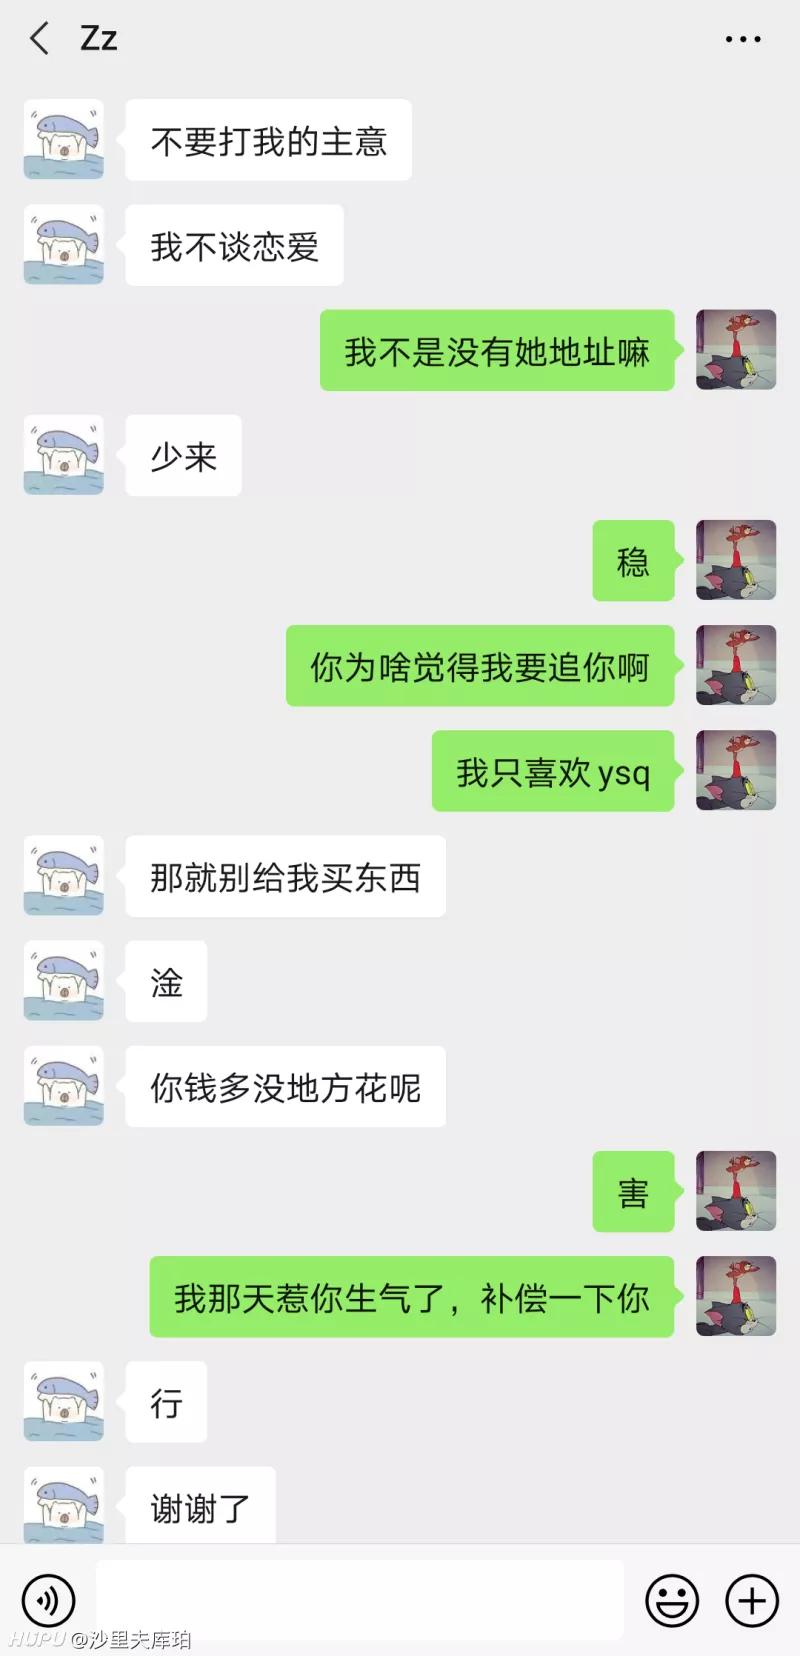 Zz
不要打我的主意
我不谈恋爱
我不是没有她地址嘛
少来
稳
你为啥觉得我要追你啊
我只喜欢ysq
那就别给我买东西
淦
你钱多没地方花呢
害
我那天惹你生气了，补偿一下你
行
谢谢了
HUPU @沙里夫库珀